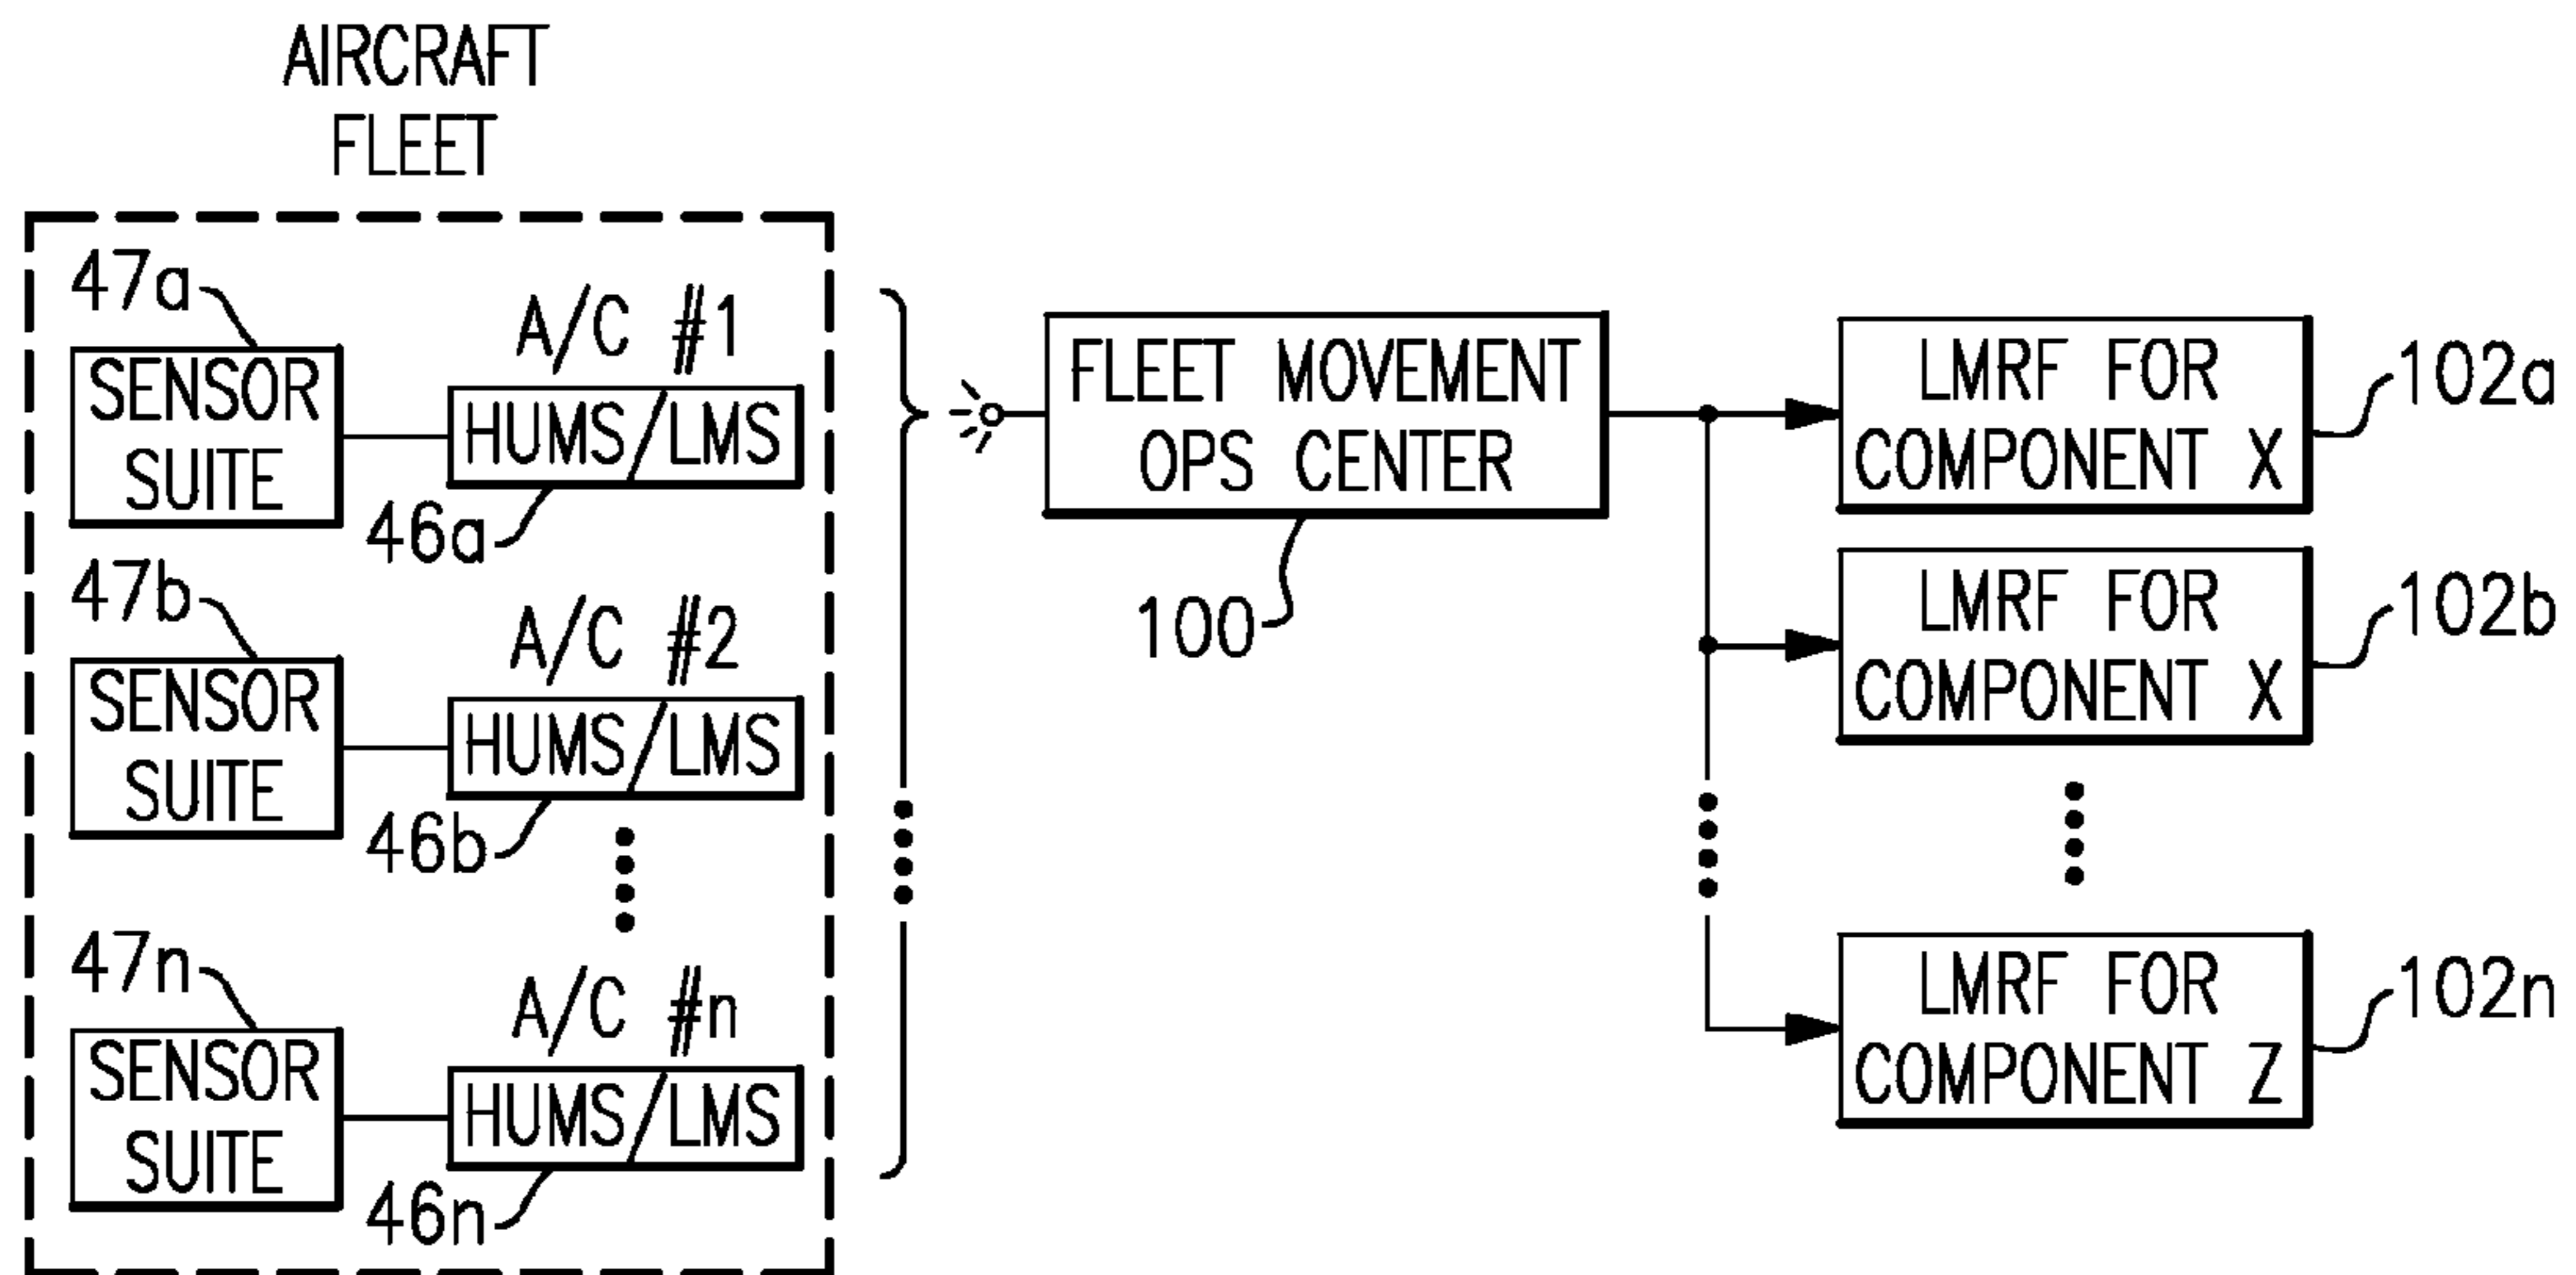 AIRCRAFT
FLEET
47a
A/C #1
SENSOR
SUITE
HUMS/LMS
46a
47b
A/C #2
SENSOR
SUITE
HUMS/LMS
46b
47n
A/C #n
SENSOR
SUITE
HUMS/LMS
46n
FLEET MOVEMENT
OPS CENTER
100
LMRF FOR
COMPONENT X
102a
LMRF FOR
COMPONENT X
102b
LMRF FOR
COMPONENT Z
102n